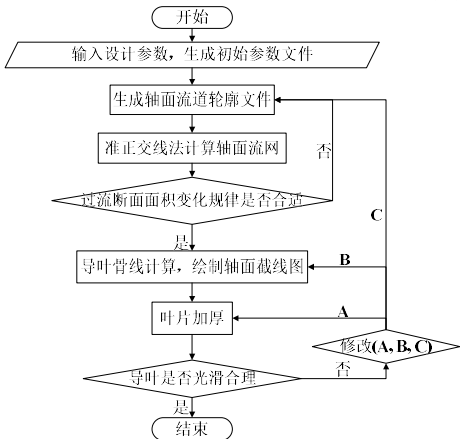 开始
输入设计参数，生成初始参数文件
生成轴面流道轮廓文件
准正交线法计算轴面流网
否
过流断面面积变化规律是否合适
C
是
导叶骨线计算，绘制轴面截线图
B
叶片加厚
A
修改(A, B, C)
导叶是否光滑合理
否
是
结束